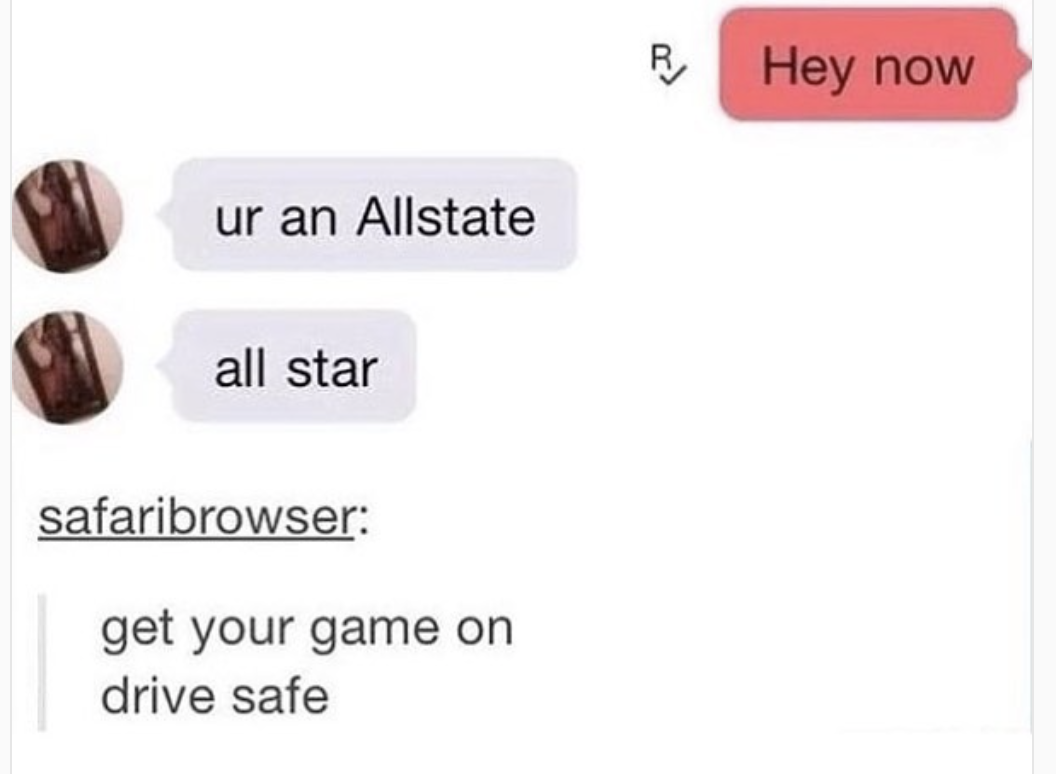 R
Hey now
ur an Allstate
all star
safaribrowser:
get your game on
drive safe